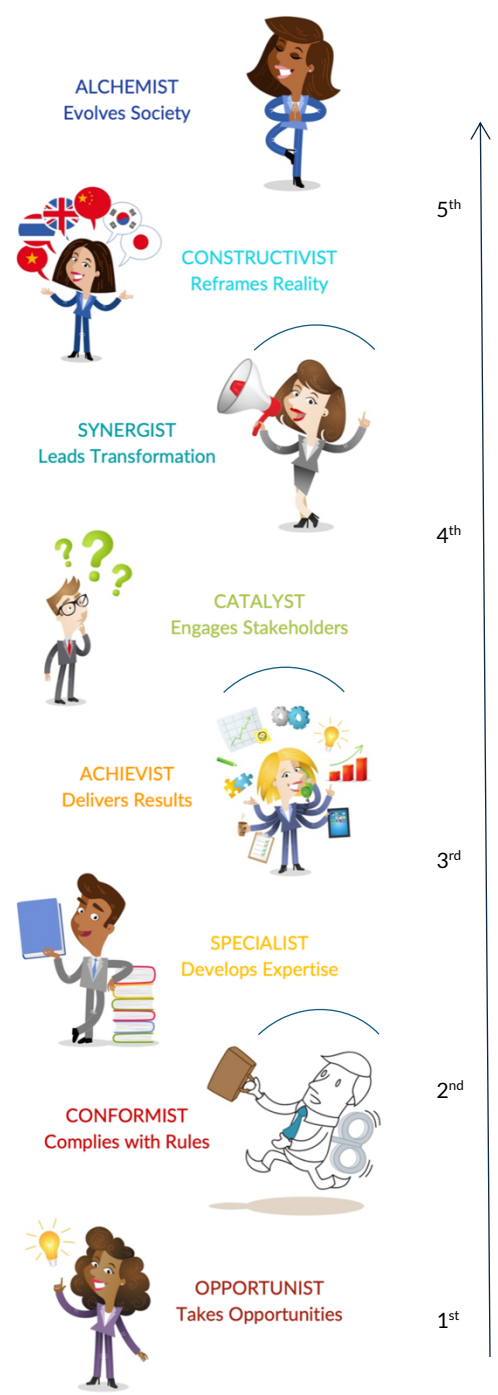 ALCHEMIST
Evolves Society
5th
CONSTRUCTIVIST
Reframes Reality
SYNERGIST
Leads Transformation
4th
???
CATALYST
Engages Stakeholders
ACHIEVIST
Delivers Results
3rd
SPECIALIST
Develops Expertise
2nd
CONFORMIST
Complies with Rules
OPPORTUNIST
Takes Opportunities
1st